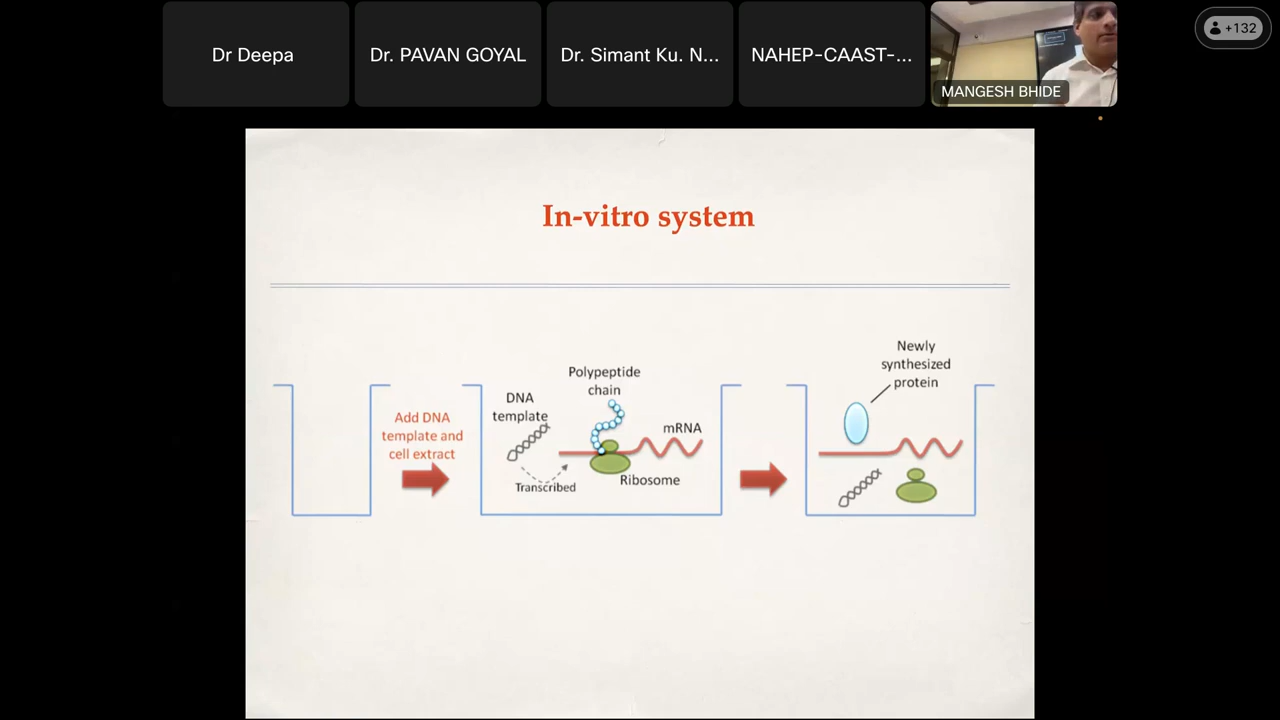 Dr Deepa
Dr. PAVAN GOYAL
Dr. Simant Ku. N...
NAHEP-CAAST-...
MANGESH BHIDE
+132
In-vitro system
Add DNA
template and
cell extract
DNA
template
Polypeptide
chain
mRNA
Ribosome
Transcribed
Newly
synthesized
protein